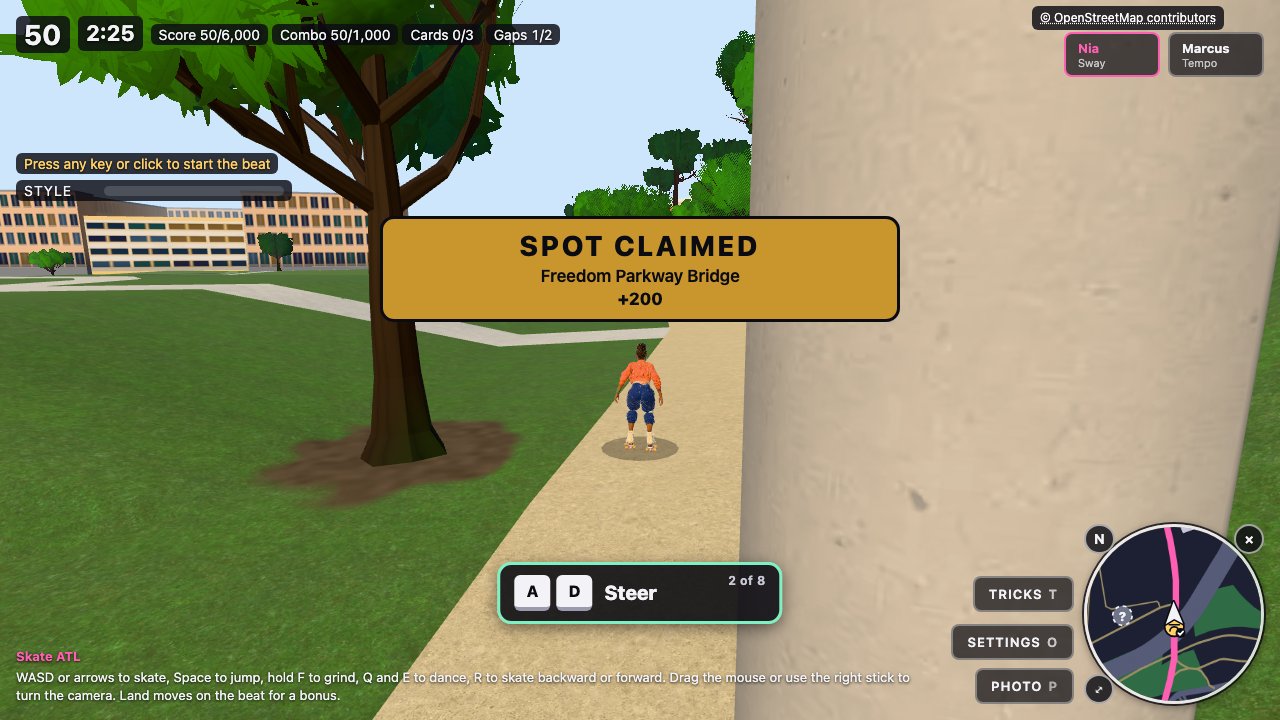 50
2:25
Score 50/6,000
Combo 50/1,000
Cards 0/3
Gaps 1/2
© OpenStreetMap contributors
Nia
Sway
Marcus
Tempo
Press any key or click to start the beat
STYLE
SPOT CLAIMED
Freedom Parkway Bridge
+200
A
D
Steer
2 of 8
N
×
?
TRICKS T
SETTINGS O
PHOTO P
Skate ATL
WASD or arrows to skate, Space to jump, hold F to grind, Q and E to dance, R to skate backward or forward. Drag the mouse or use the right stick to
turn the camera. Land moves on the beat for a bonus.